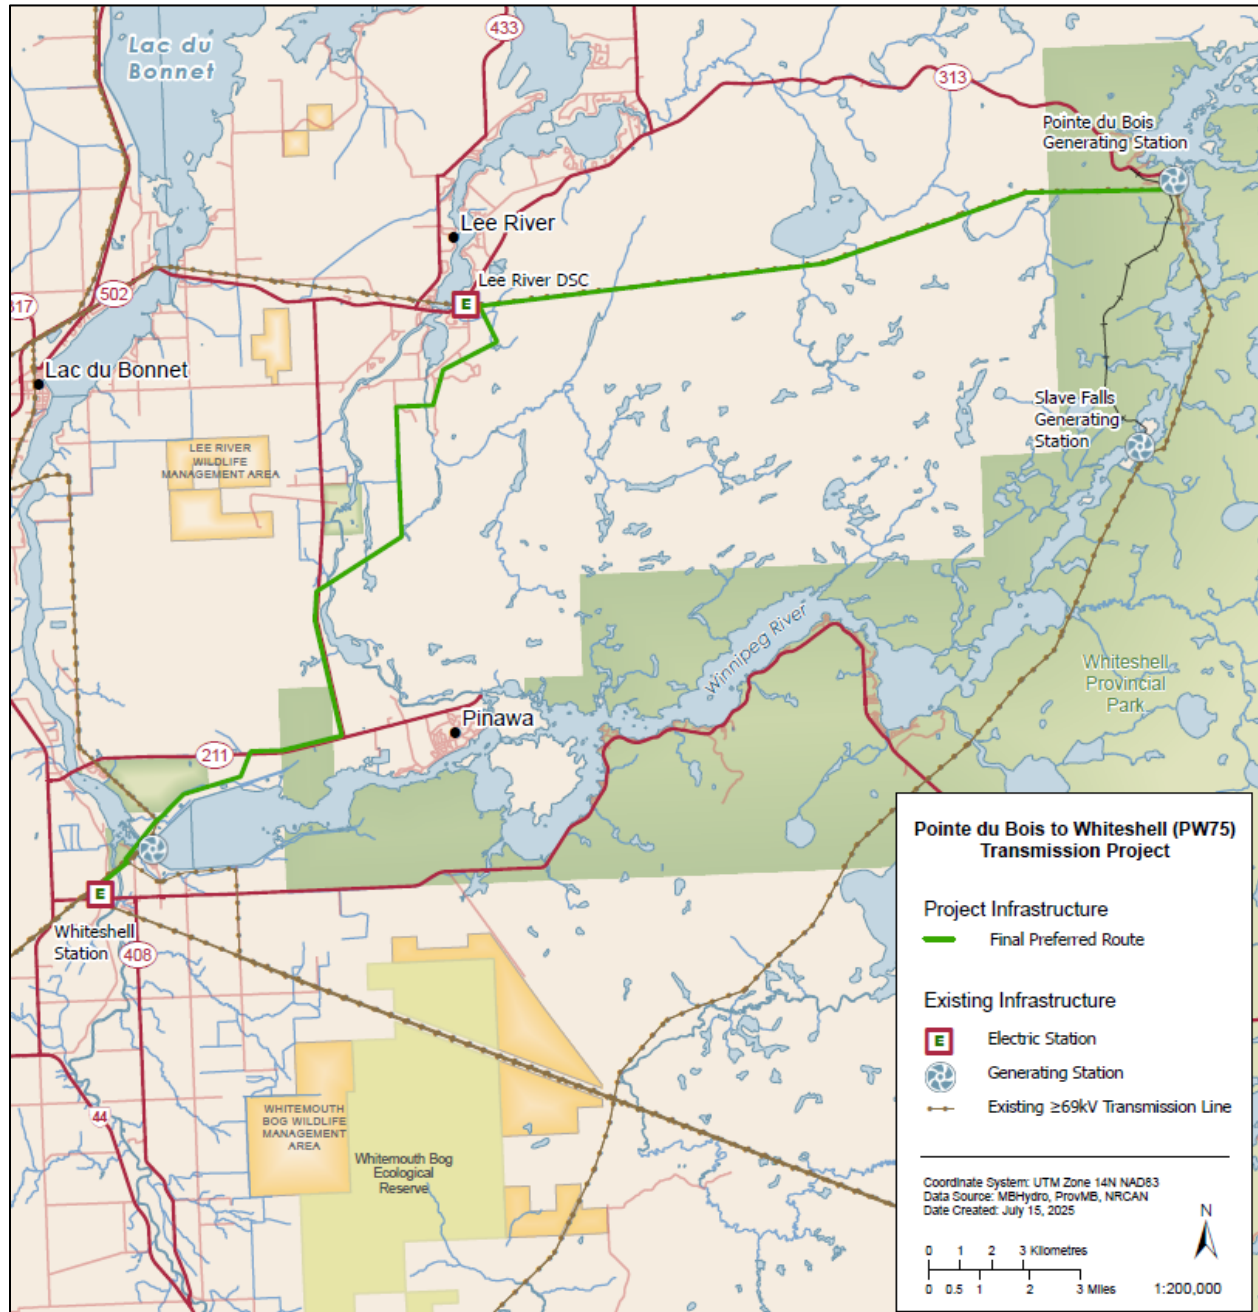 Lac du
Bonnet
433
313
Pointe du Bois
Generating Station
Lee River
Lee River DSC
502
317
Lac du Bonnet
Slave Falls
Generating
Station
LEE RIVER
WILDLIFE
MANAGEMENT AREA
Winnipeg River
Whiteshell
Provincial
Park
Pinawa
211
E
E
Whiteshell
Station
408
44
WHITEMOUTH
BOG WILDLIFE
MANAGEMENT
AREA
Whitemouth Bog
Ecological
Reserve
Pointe du Bois to Whiteshell (PW75)
Transmission Project
Project Infrastructure
Final Preferred Route
Existing Infrastructure
E Electric Station
Generating Station
Existing ≥69kV Transmission Line
Coordinate System: UTM Zone 14N NAD83
Data Source: MBHydro, ProvMB, NRCAN
Date Created: July 15, 2025
N
0 1 2 3 Kilometres
0 0.5 1 2 3 Miles
1:200,000